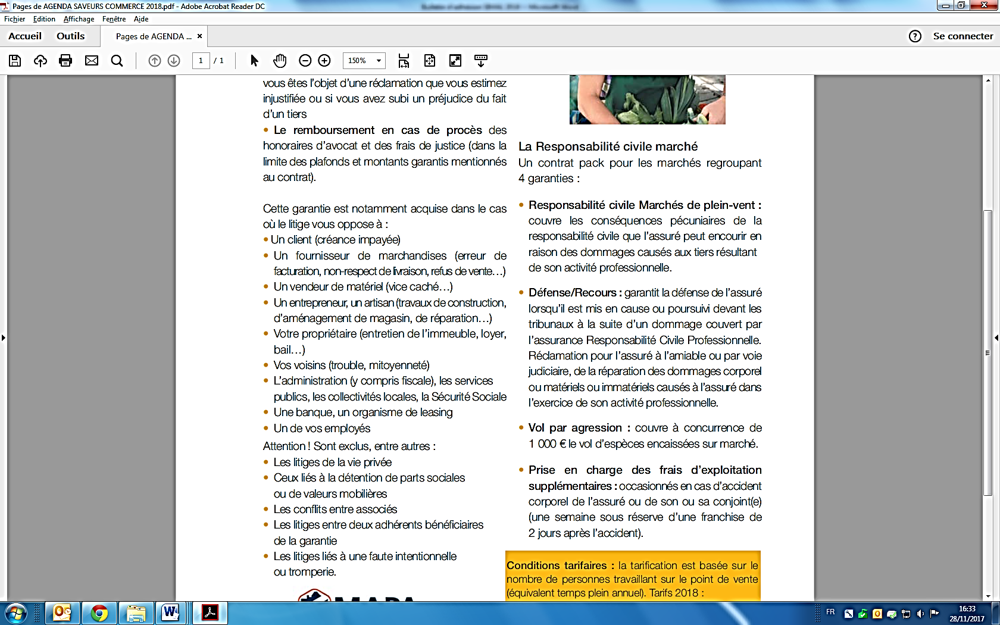 Pages de AGENDA SAVEURS COMMERCE 2018.pdf - Adobe Acrobat Reader DC
Fichier Edition Affichage Fenêtre Aide
Accueil Outils Pages de AGENDA ... × Se connecter
1 / 1 150%
vous êtes l'objet d'une réclamation que vous estimez
injustifiée ou si vous avez subi un préjudice du fait
d'un tiers
• Le remboursement en cas de procès des
honoraires d'avocat et des frais de justice (dans la
limite des plafonds et montants garantis mentionnés
au contrat).
Cette garantie est notamment acquise dans le cas
où le litige vous oppose à :
• Un client (créance impayée)
• Un fournisseur de marchandises (erreur de
facturation, non-respect de livraison, refus de vente...)
• Un vendeur de matériel (vice caché...)
• Un entrepreneur, un artisan (travaux de construction,
d'aménagement de magasin, de réparation...)
• Votre propriétaire (entretien de l'immeuble, loyer,
bail...)
• Vos voisins (trouble, mitoyenneté)
• L'administration (y compris fiscale), les services
publics, les collectivités locales, la Sécurité Sociale
• Une banque, un organisme de leasing
• Un de vos employés
Attention ! Sont exclus, entre autres :
• Les litiges de la vie privée
• Ceux liés à la détention de parts sociales
ou de valeurs mobilières
• Les conflits entre associés
• Les litiges entre deux adhérents bénéficiaires
de la garantie
• Les litiges liés à une faute intentionnelle
ou tromperie.
La Responsabilité civile marché
Un contrat pack pour les marchés regroupant
4 garanties :
• Responsabilité civile Marchés de plein-vent :
couvre les conséquences pécuniaires de la
responsabilité civile que l'assuré peut encourir en
raison des dommages causés aux tiers résultant
de son activité professionnelle.
• Défense/Recours : garantit la défense de l'assuré
lorsqu'il est mis en cause ou poursuivi devant les
tribunaux à la suite d'un dommage couvert par
l'assurance Responsabilité Civile Professionnelle.
Réclamation pour l'assuré à l'amiable ou par voie
judiciaire, de la réparation des dommages corporel
ou matériels ou immatériels causés à l'assuré dans
l'exercice de son activité professionnelle.
• Vol par agression : couvre à concurrence de
1 000 € le vol d'espèces encaissées sur marché.
• Prise en charge des frais d'exploitation
supplémentaires : occasionnés en cas d'accident
corporel de l'assuré ou de son ou sa conjoint(e)
(une semaine sous réserve d'une franchise de
2 jours après l'accident).
Conditions tarifaires : la tarification est basée sur le
nombre de personnes travaillant sur le point de vente
(équivalent temps plein annuel). Tarifs 2018 :
FR 16:33
28/11/2017